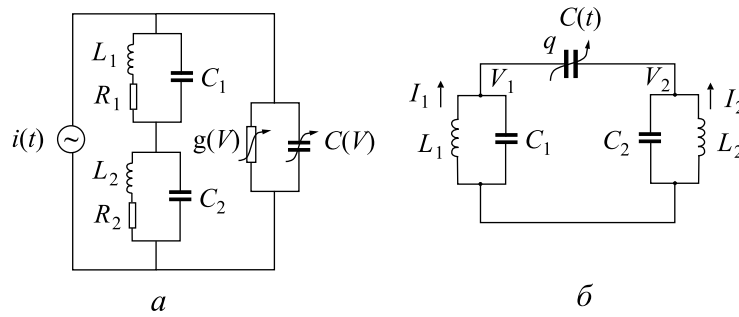 L₁
R₁
C₁
i(t)
g(V)
C(V)
L₂
R₂
C₂
а
C(t)
q
V₁
V₂
I₁
I₂
L₁
C₁
C₂
L₂
б